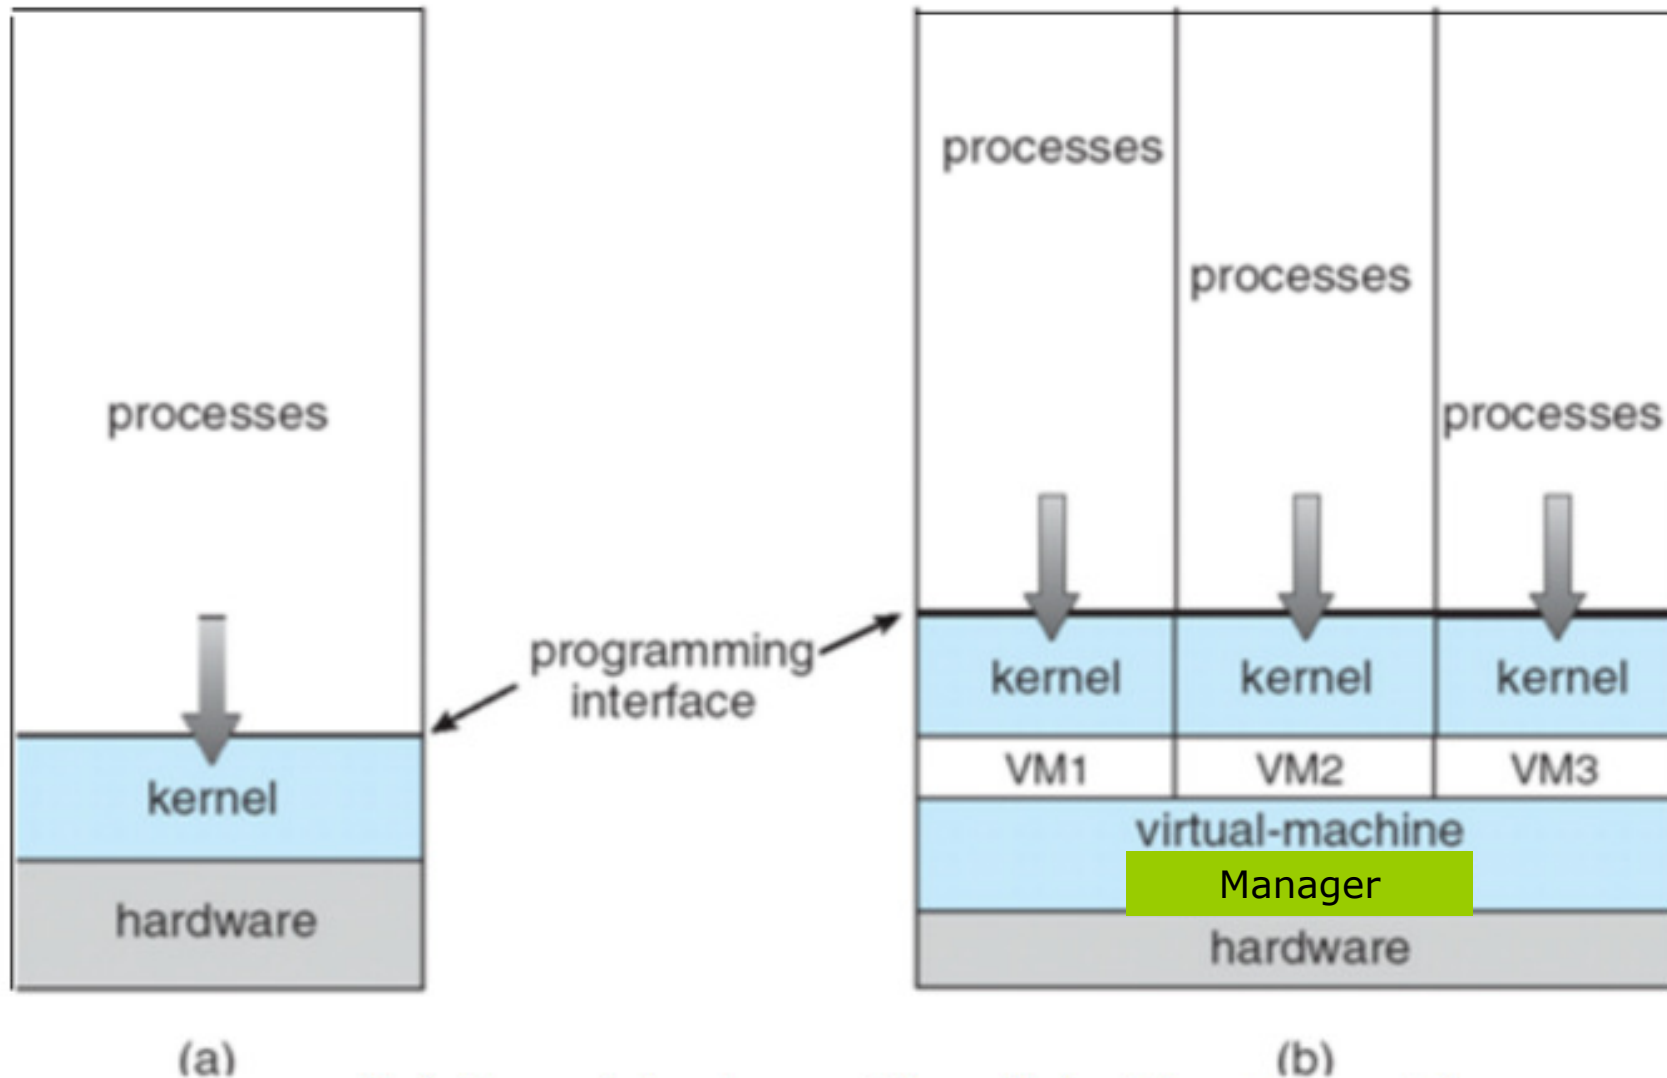 processes
kernel
hardware
(a)
programming
interface
processes
processes
processes
kernel kernel kernel
VM1 VM2 VM3
virtual-machine
Manager
hardware
(b)